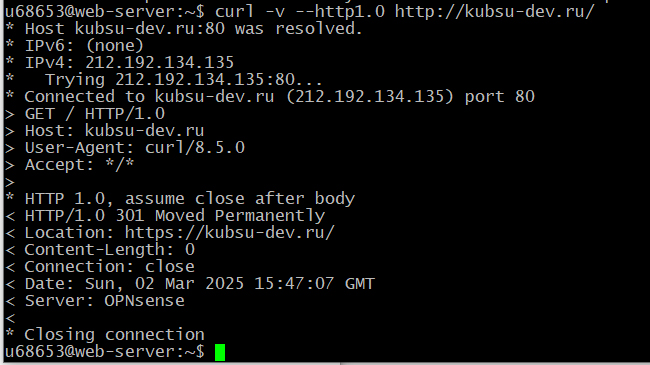 u68653@web-server:~$ curl -v --http1.0 http://kubsu-dev.ru/
* Host kubsu-dev.ru:80 was resolved.
* IPv6: (none)
* IPv4: 212.192.134.135
*   Trying 212.192.134.135:80...
* Connected to kubsu-dev.ru (212.192.134.135) port 80
> GET / HTTP/1.0
> Host: kubsu-dev.ru
> User-Agent: curl/8.5.0
> Accept: */*
>
* HTTP 1.0, assume close after body
< HTTP/1.0 301 Moved Permanently
< Location: https://kubsu-dev.ru/
< Content-Length: 0
< Connection: close
< Date: Sun, 02 Mar 2025 15:47:07 GMT
< Server: OPNsense
<
* Closing connection
u68653@web-server:~$